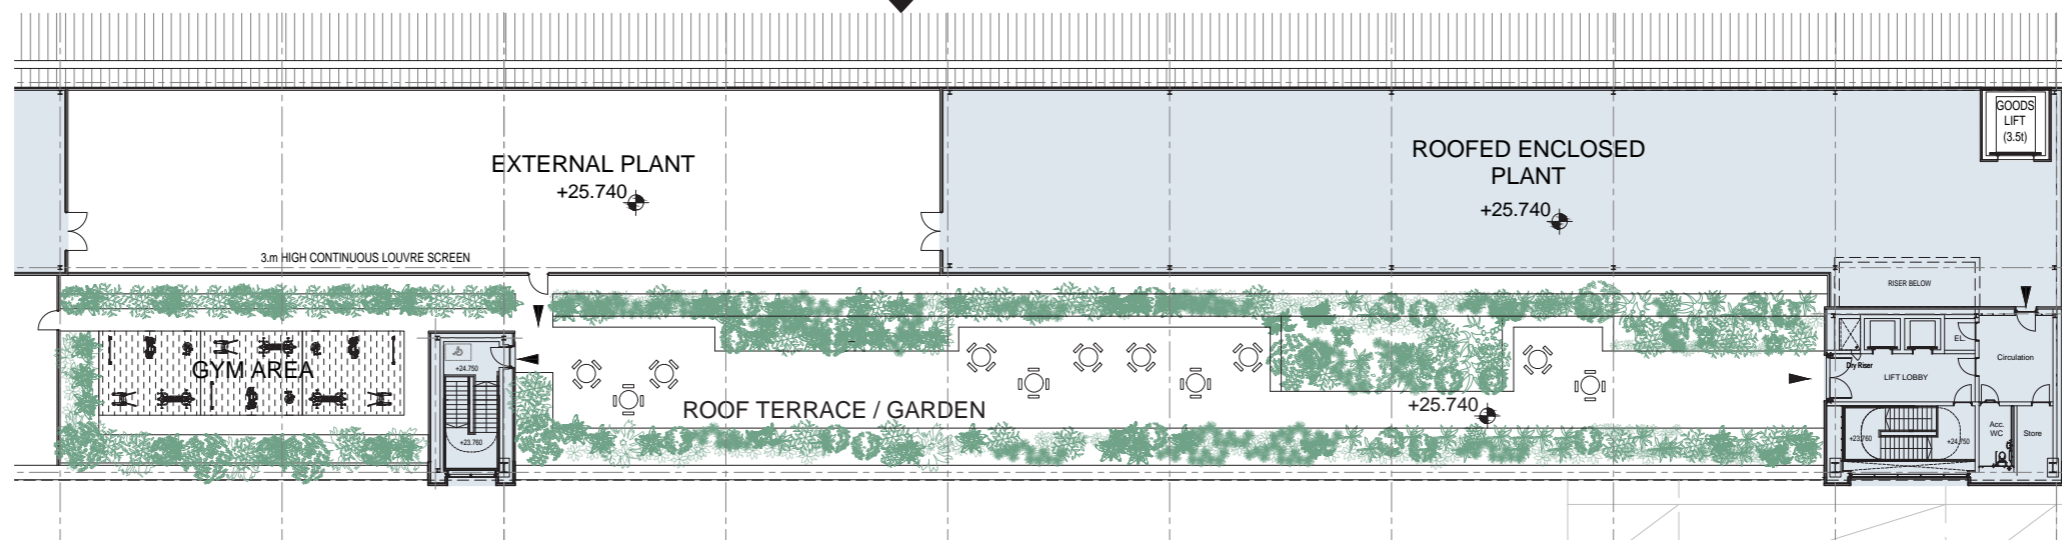 GOODS
LIFT
(3.5t)
EXTERNAL PLANT
+25.740
ROOFED ENCLOSED
PLANT
+25.740
3.m HIGH CONTINUOUS LOUVRE SCREEN
RISER BELOW
GYM AREA
+24.750
+23.760
ROOF TERRACE / GARDEN
+25.740
EL
Circulation
Dry Riser
LIFT LOBBY
+23.760
+24.750
Acc.
WC
Store